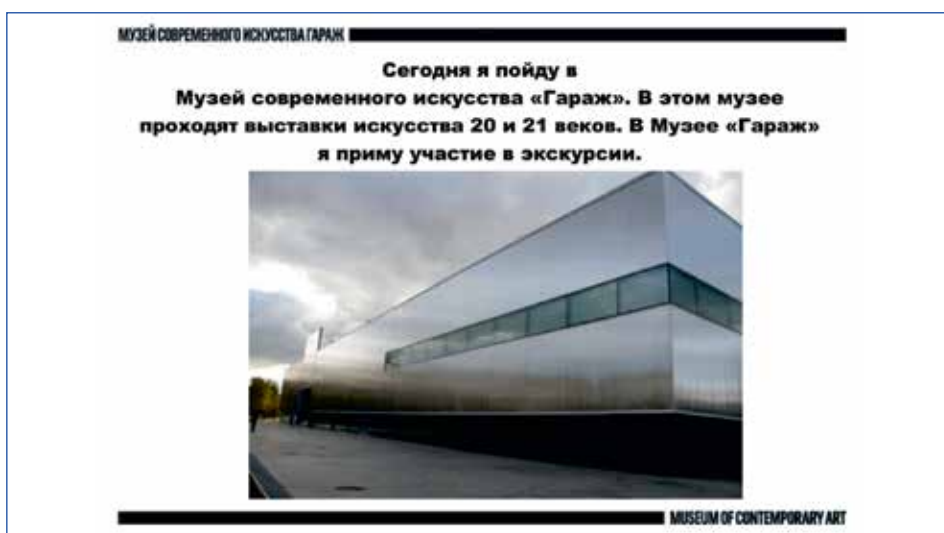 МУЗЕЙ СОВРЕМЕННОГО ИСКУССТВА ГАРАЖ
Сегодня я пойду в
Музей современного искусства «Гараж». В этом музее
проходят выставки искусства 20 и 21 веков. В Музее «Гараж»
я приму участие в экскурсии.
MUSEUM OF CONTEMPORARY ART